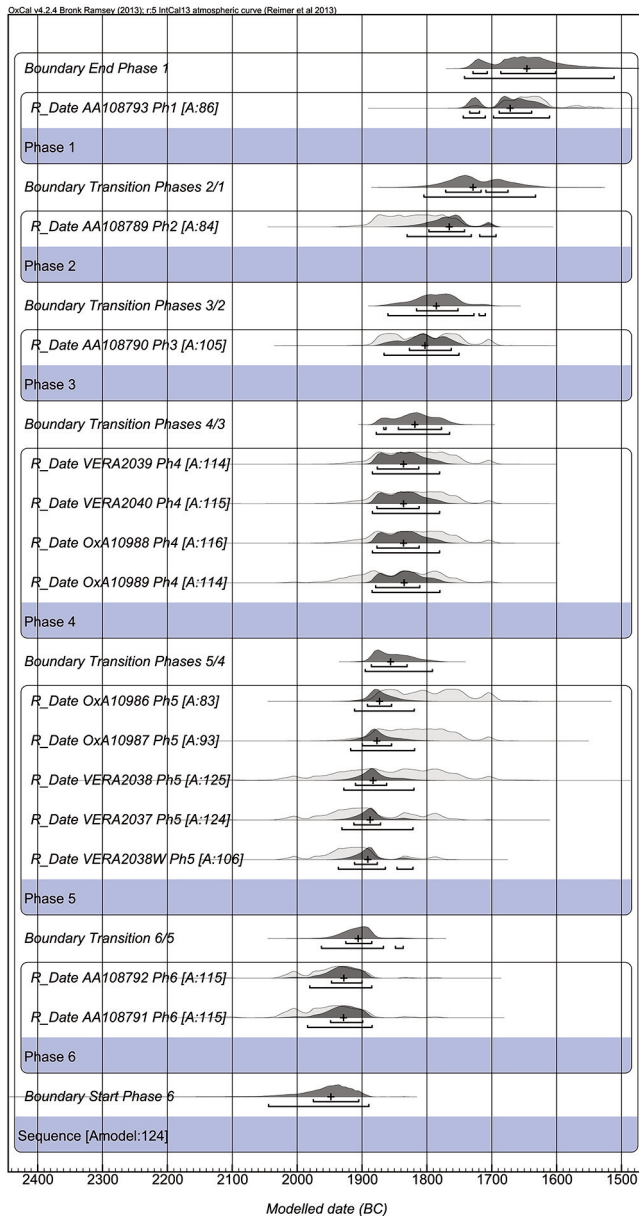 OxCal v4.2.4 Bronk Ramsey (2013); r:5 IntCal13 atmospheric curve (Reimer et al 2013)
Boundary End Phase 1
R_Date AA108793 Ph1 [A:86]
Phase 1
Boundary Transition Phases 2/1
R_Date AA108789 Ph2 [A:84]
Phase 2
Boundary Transition Phases 3/2
R_Date AA108790 Ph3 [A:105]
Phase 3
Boundary Transition Phases 4/3
R_Date VERA2039 Ph4 [A:114]
R_Date VERA2040 Ph4 [A:115]
R_Date OxA10988 Ph4 [A:116]
R_Date OxA10989 Ph4 [A:114]
Phase 4
Boundary Transition Phases 5/4
R_Date OxA10986 Ph5 [A:83]
R_Date OxA10987 Ph5 [A:93]
R_Date VERA2038 Ph5 [A:125]
R_Date VERA2037 Ph5 [A:124]
R_Date VERA2038W Ph5 [A:106]
Phase 5
Boundary Transition 6/5
R_Date AA108792 Ph6 [A:115]
R_Date AA108791 Ph6 [A:115]
Phase 6
Boundary Start Phase 6
Sequence [Amodel:124]
2400 2300 2200 2100 2000 1900 1800 1700 1600 1500
Modelled date (BC)